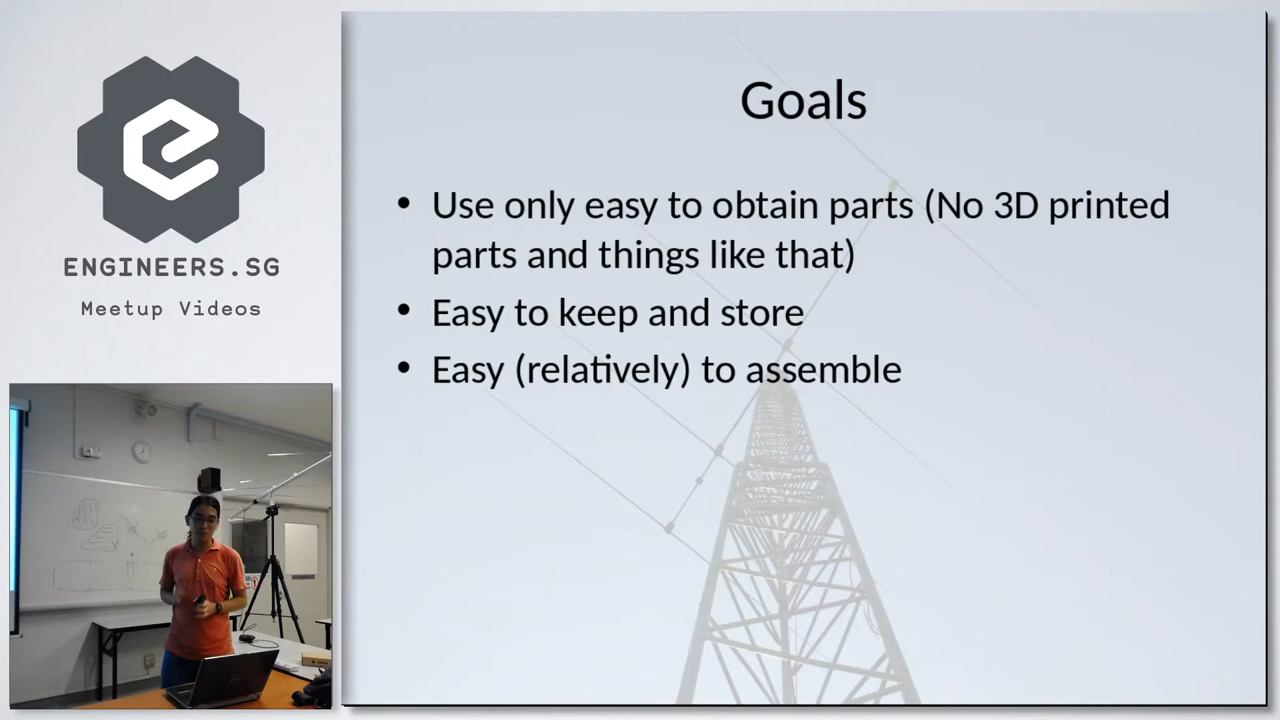 ENGINEERS.SG
Meetup Videos
Goals
• Use only easy to obtain parts (No 3D printed
parts and things like that)
• Easy to keep and store
• Easy (relatively) to assemble